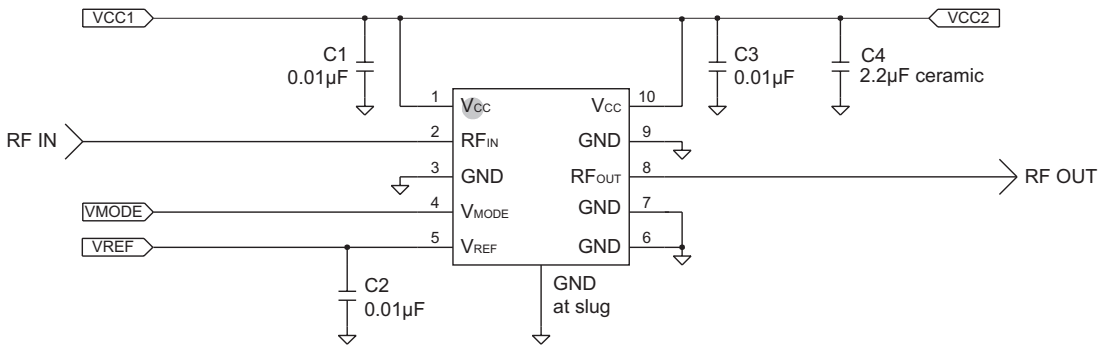 VCC1
VCC2
C1
0.01µF
C3
0.01µF
C4
2.2µF ceramic
1
VCC
VCC
10
RF IN
2
RFIN
GND
9
3
GND
RFOUT
8
RF OUT
VMODE
4
VMODE
GND
7
VREF
5
VREF
GND
6
C2
0.01µF
GND
at slug